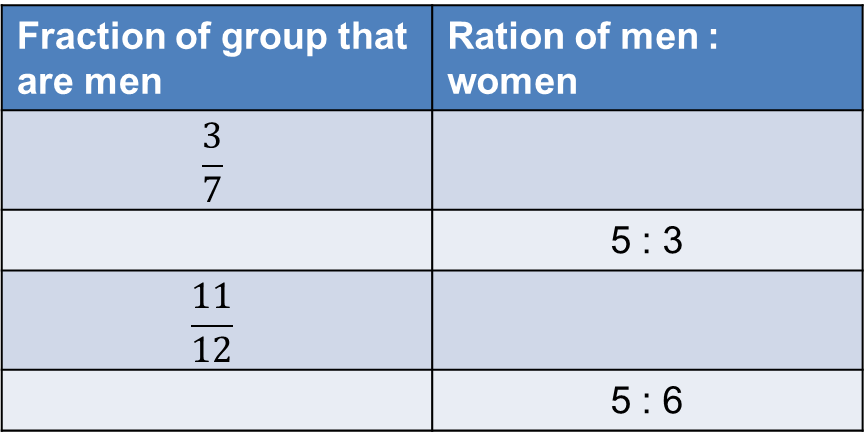 Fraction of group that
are men
Ration of men :
women
3
7
5 : 3
11
12
5 : 6